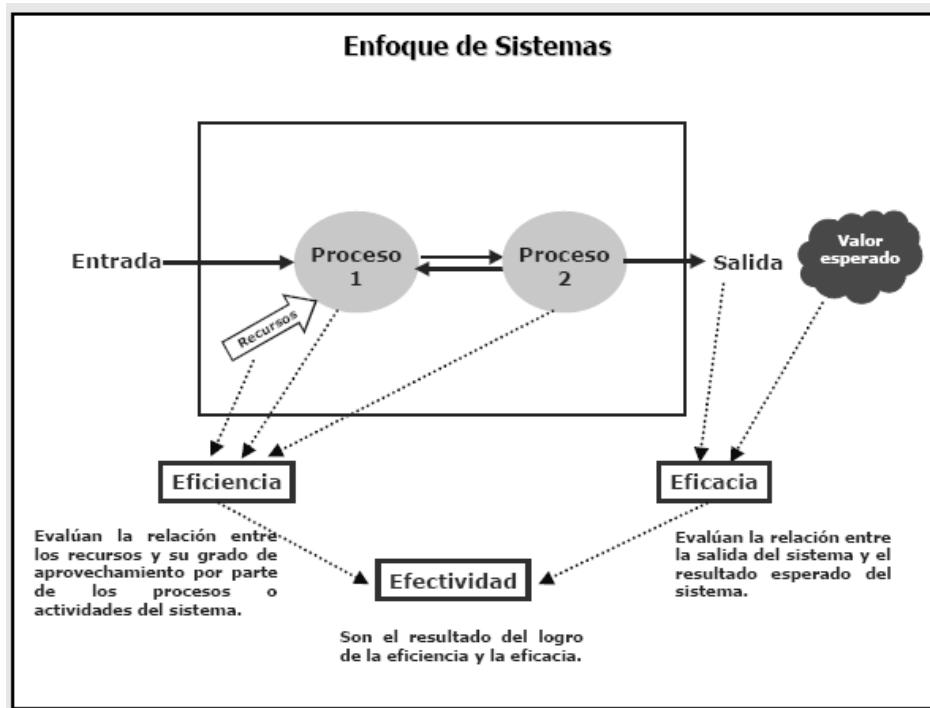 Enfoque de Sistemas
Entrada
Proceso
1
Proceso
2
Salida
Valor
esperado
Recursos
Eficiencia
Eficacia
Evalúan la relación entre
los recursos y su grado de
aprovechamiento por parte
de los procesos o
actividades del sistema.
Evalúan la relación entre
la salida del sistema y el
resultado esperado del
sistema.
Efectividad
Son el resultado del logro
de la eficiencia y la eficacia.